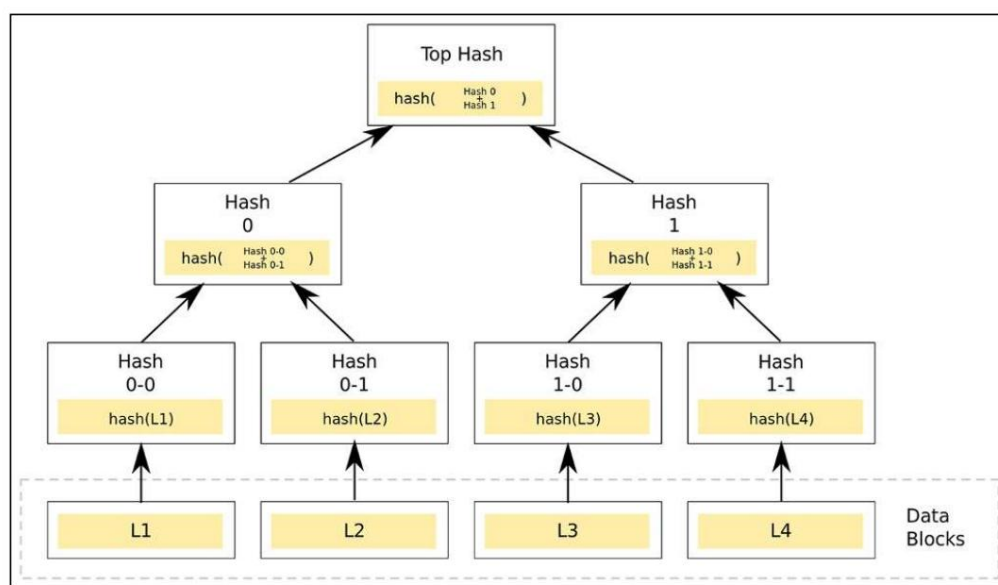 Top Hash
hash( Hash 0 + Hash 1 )
Hash
0
hash( Hash 0-0 + Hash 0-1 )
Hash
1
hash( Hash 1-0 + Hash 1-1 )
Hash
0-0
hash(L1)
Hash
0-1
hash(L2)
Hash
1-0
hash(L3)
Hash
1-1
hash(L4)
L1
L2
L3
L4
Data
Blocks